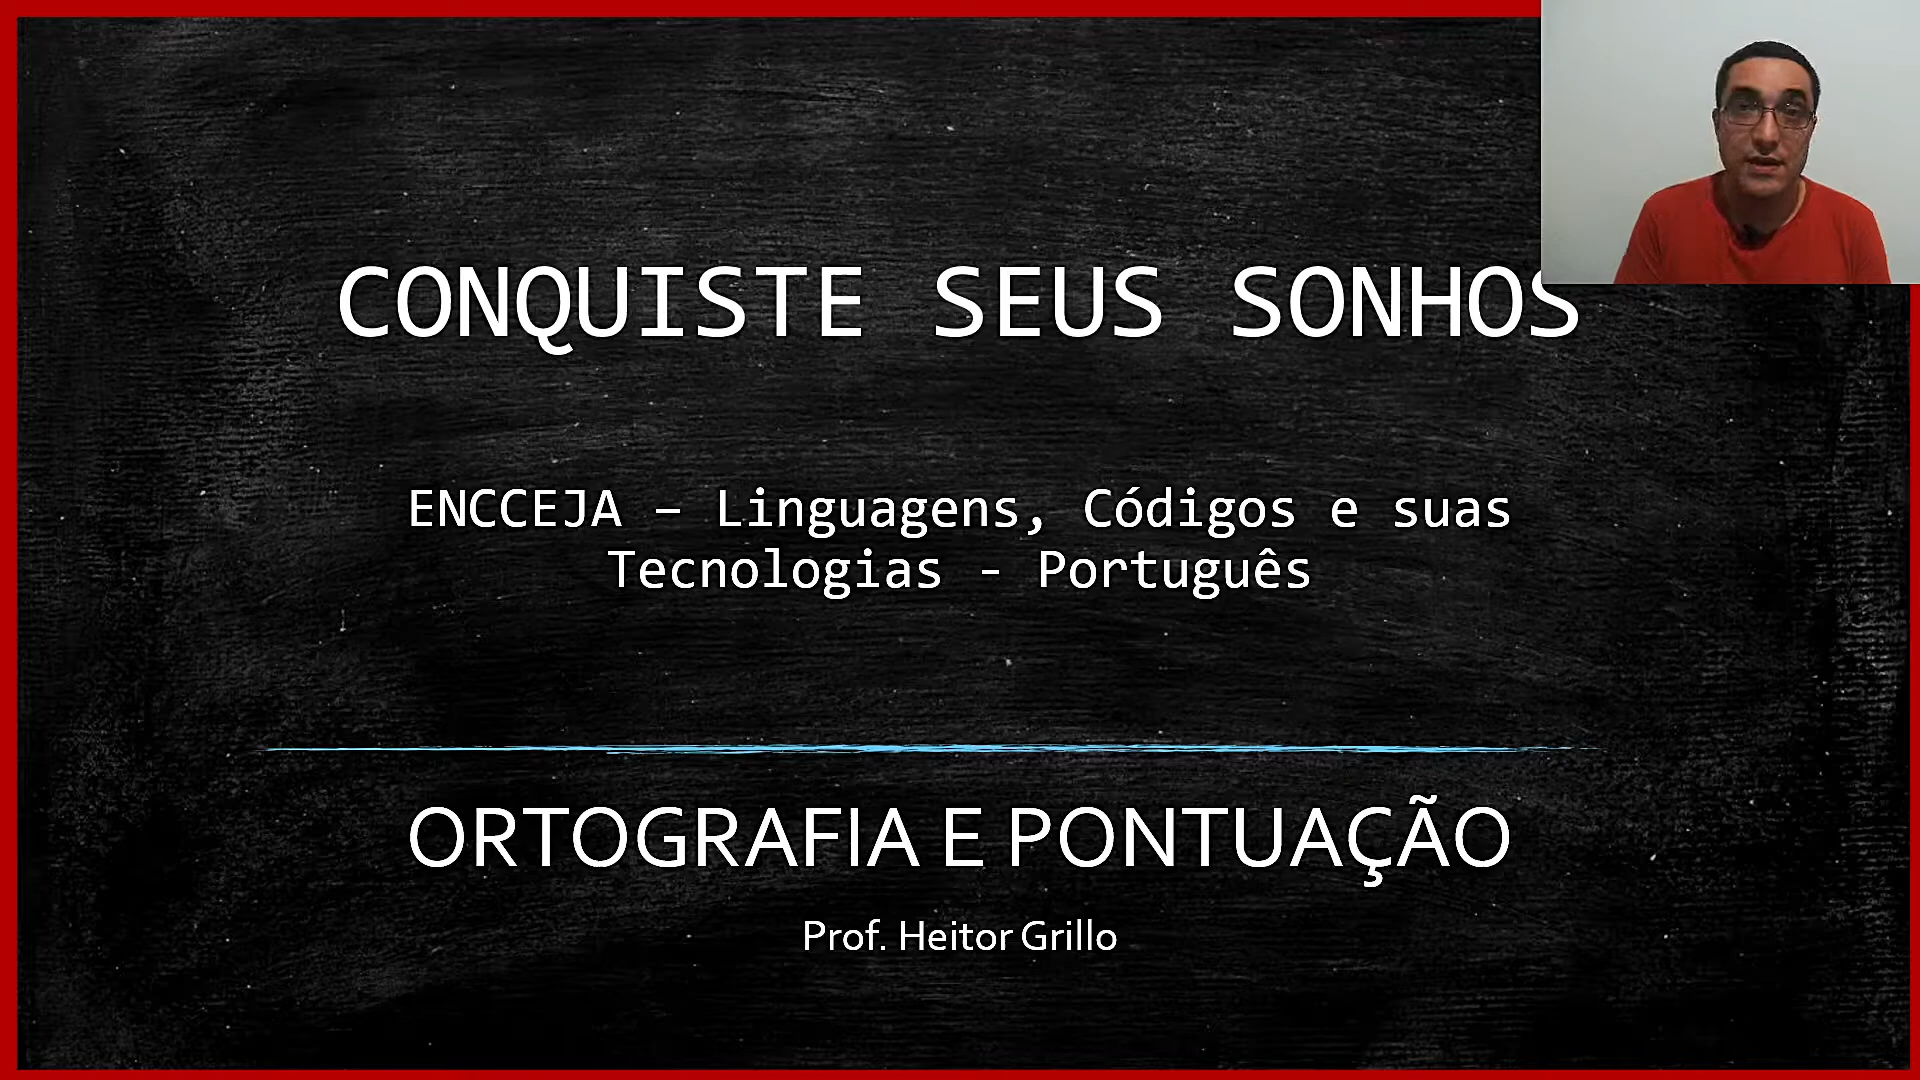 CONQUISTE SEUS SONHOS
ENCCEJA – Linguagens, Códigos e suas
Tecnologias - Português
ORTOGRAFIA E PONTUAÇÃO
Prof. Heitor Grillo